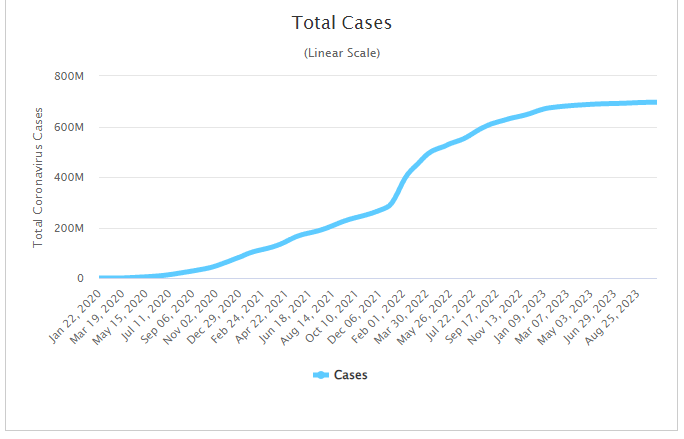 Total Cases
(Linear Scale)
Total Coronavirus Cases
800M
600M
400M
200M
0
Jan 22, 2020
Mar 19, 2020
May 15, 2020
Jul 11, 2020
Sep 06, 2020
Nov 02, 2020
Dec 29, 2020
Feb 24, 2021
Apr 22, 2021
Jun 18, 2021
Aug 14, 2021
Oct 10, 2021
Dec 06, 2021
Feb 01, 2022
Mar 30, 2022
May 26, 2022
Jul 22, 2022
Sep 17, 2022
Nov 13, 2022
Jan 09, 2023
Mar 07, 2023
May 03, 2023
Jun 29, 2023
Aug 25, 2023
Cases